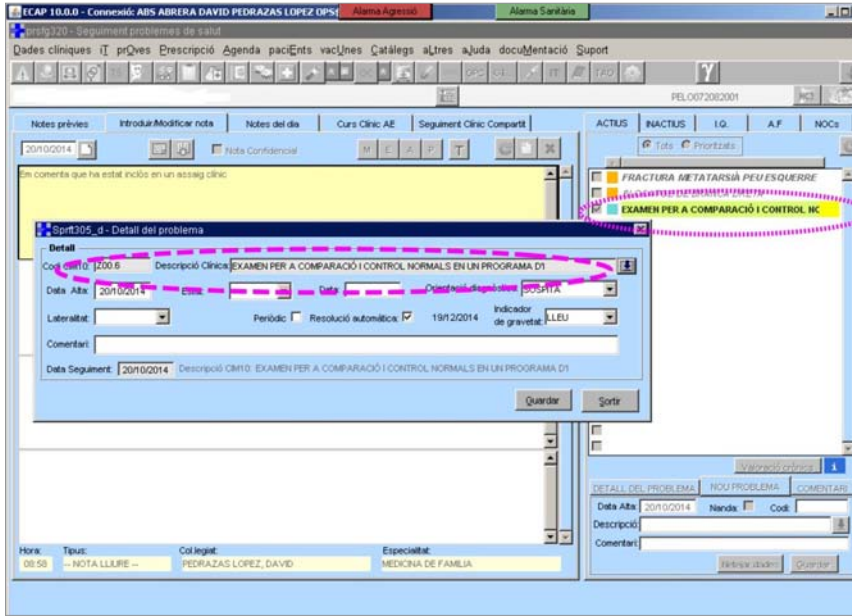 ECAP 10.0.0 - Connexió: ABS ABRERA DAVID PEDRAZAS LOPEZ OPS(
Alarma Agressió
Alarma Sanitària
prsfg320 - Seguiment problemes de salut
Dades clíniques iT prOves Prescripció Agenda paciEnts vacUnes Catàlegs aLtres aJuda docuMentació Suport
PELO072082001
Notes prèvies
Introduir/Modificar nota
Notes del dia
Curs Clínic AE
Seguiment Clínic Compartit
ACTIUS
INACTIUS
I.Q.
A.F
NOCs
20/10/2014
Nota Confidencial
M E A P T
Tots
Prioritzats
Em comenta que ha estat inclòs en un assaig clínic
FRACTURA METATARSIÀ PEU ESQUERRE
EXAMEN PER A COMPARACIÓ I CONTROL NC
Sprft305_d - Detall del problema
Detall
Codi CIM10: Z00.6
Descripció Clínica: EXAMEN PER A COMPARACIÓ I CONTROL NORMALS EN UN PROGRAMA D1
Data Alta: 20/10/2014
Estat:
Data:
Orientació diagnòstica: SOSPITA
Lateralitat:
Periòdic
Resolució automàtica:
19/12/2014
Indicador
de gravetat: LLEU
Comentari:
Data Seguiment: 20/10/2014 Descripció CIM10: EXAMEN PER A COMPARACIÓ I CONTROL NORMALS EN UN PROGRAMA D1
Guardar
Sortir
Valoració crònica
i
DETALL DEL PROBLEMA
NOU PROBLEMA
COMENTARI
Data Alta: 20/10/2014 Nanda: Codi:
Descripció:
Comentari:
Netejar dades
Guardar
Hora:
Tipus:
Col.legiat:
Especialitat:
08:58
-- NOTA LLIURE --
PEDRAZAS LOPEZ, DAVID
MEDICINA DE FAMILIA